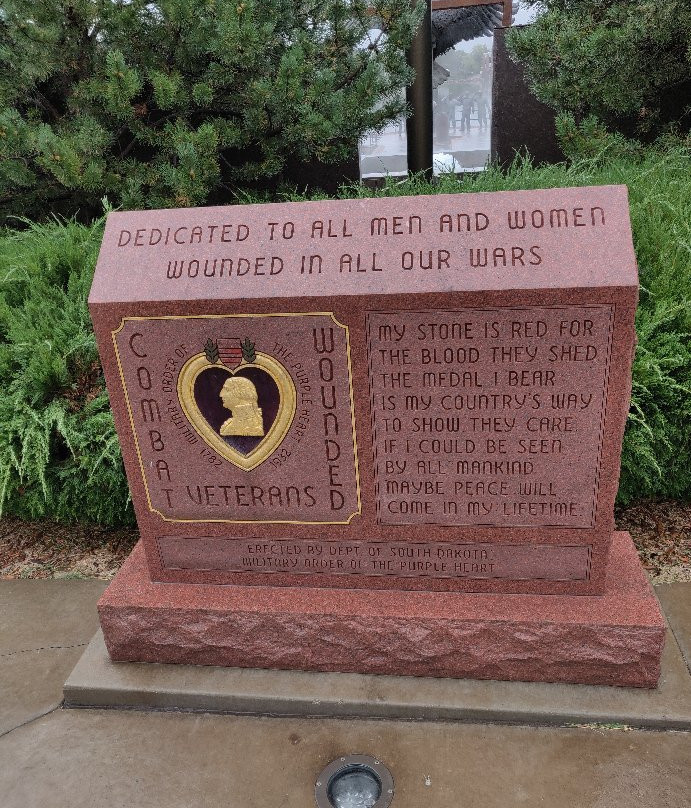 DEDICATED TO ALL MEN AND WOMEN
WOUNDED IN ALL OUR WARS
COMBAT
WOUNDED
VETERANS
MILITARY ORDER OF THE PURPLE HEART
1782 1932
MY STONE IS RED FOR
THE BLOOD THEY SHED
THE MEDAL I BEAR
IS MY COUNTRY'S WAY
TO SHOW THEY CARE.
IF I COULD BE SEEN
BY ALL MANKIND
MAYBE PEACE WILL
COME IN MY LIFETIME.
ERECTED BY DEPT. OF SOUTH DAKOTA
MILITARY ORDER OF THE PURPLE HEART